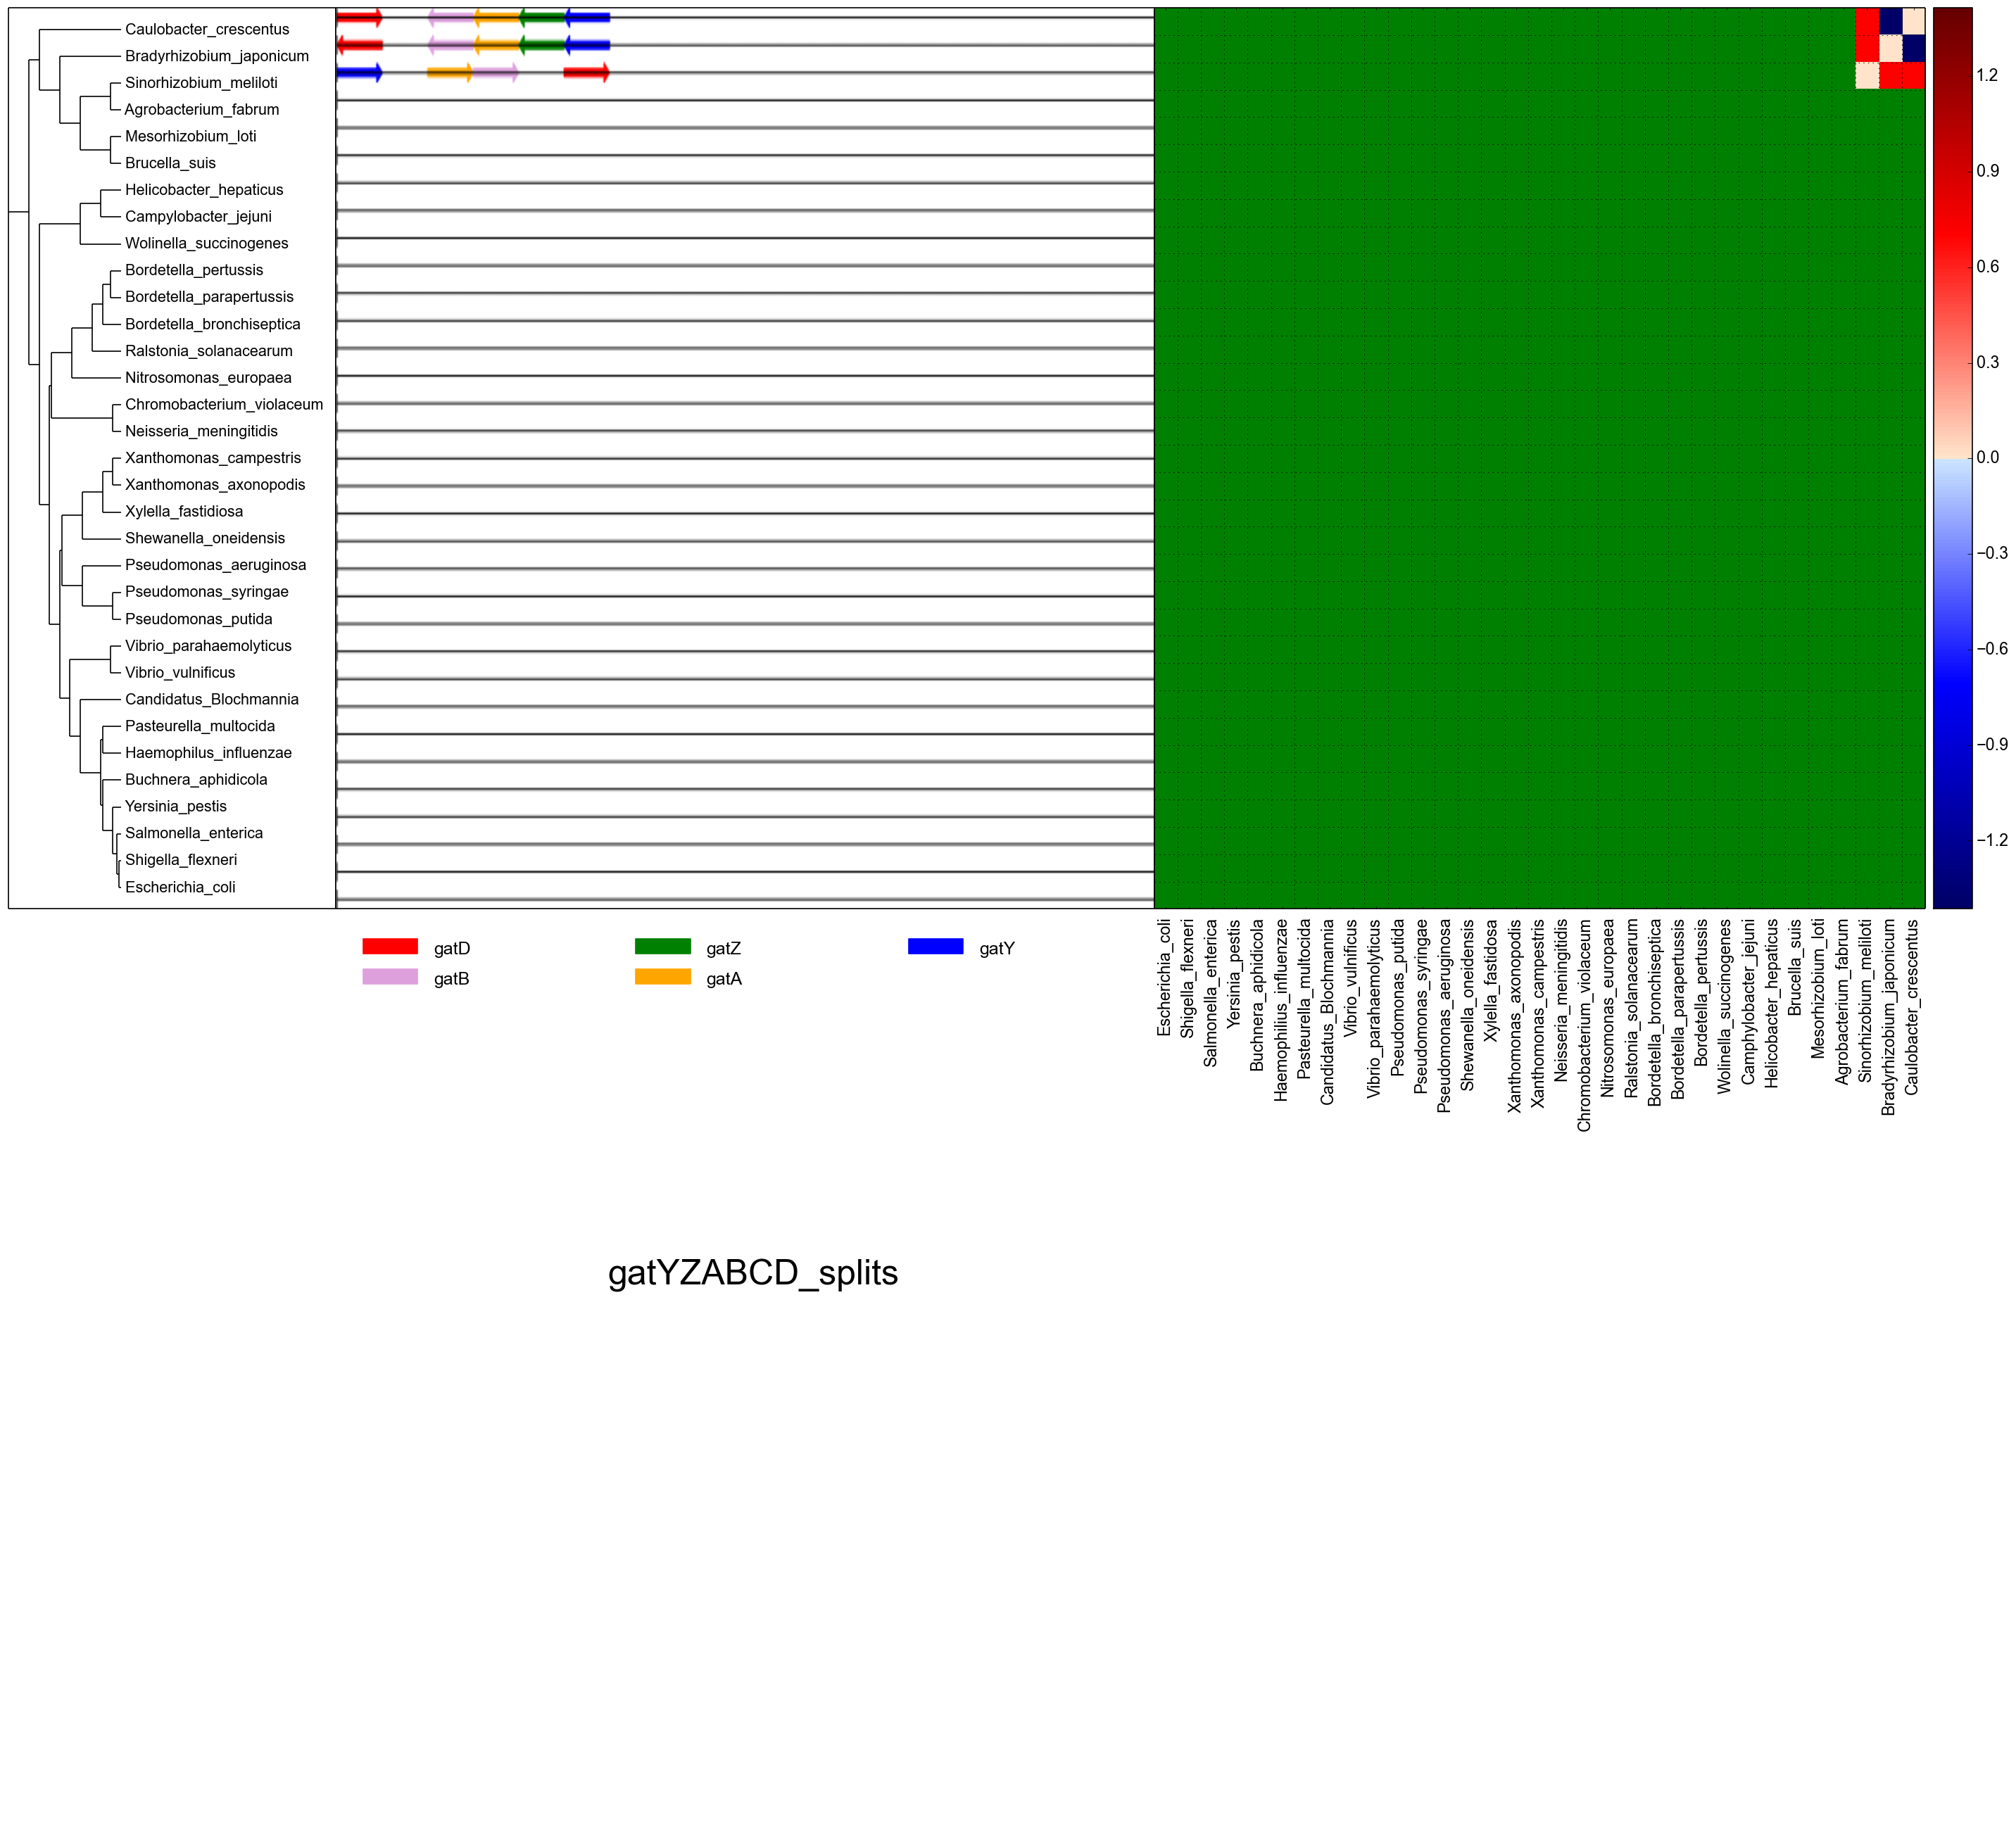 Caulobacter_crescentus
Bradyrhizobium_japonicum
Sinorhizobium_meliloti
Agrobacterium_fabrum
Mesorhizobium_loti
Brucella_suis
Helicobacter_hepaticus
Campylobacter_jejuni
Wolinella_succinogenes
Bordetella_pertussis
Bordetella_parapertussis
Bordetella_bronchiseptica
Ralstonia_solanacearum
Nitrosomonas_europaea
Chromobacterium_violaceum
Neisseria_meningitidis
Xanthomonas_campestris
Xanthomonas_axonopodis
Xylella_fastidiosa
Shewanella_oneidensis
Pseudomonas_aeruginosa
Pseudomonas_syringae
Pseudomonas_putida
Vibrio_parahaemolyticus
Vibrio_vulnificus
Candidatus_Blochmannia
Pasteurella_multocida
Haemophilus_influenzae
Buchnera_aphidicola
Yersinia_pestis
Salmonella_enterica
Shigella_flexneri
Escherichia_coli
1.2
0.9
0.6
0.3
0.0
−0.3
−0.6
−0.9
−1.2
gatD gatZ gatY
gatB gatA
Escherichia_coli
Shigella_flexneri
Salmonella_enterica
Yersinia_pestis
Buchnera_aphidicola
Haemophilus_influenzae
Pasteurella_multocida
Candidatus_Blochmannia
Vibrio_vulnificus
Vibrio_parahaemolyticus
Pseudomonas_putida
Pseudomonas_syringae
Pseudomonas_aeruginosa
Shewanella_oneidensis
Xylella_fastidiosa
Xanthomonas_axonopodis
Xanthomonas_campestris
Neisseria_meningitidis
Chromobacterium_violaceum
Nitrosomonas_europaea
Ralstonia_solanacearum
Bordetella_bronchiseptica
Bordetella_parapertussis
Bordetella_pertussis
Wolinella_succinogenes
Camphylobacter_jejuni
Helicobacter_hepaticus
Brucella_suis
Mesorhizobium_loti
Agrobacterium_fabrum
Sinorhizobium_meliloti
Bradyrhizobium_japonicum
Caulobacter_crescentus
gatYZABCD_splits